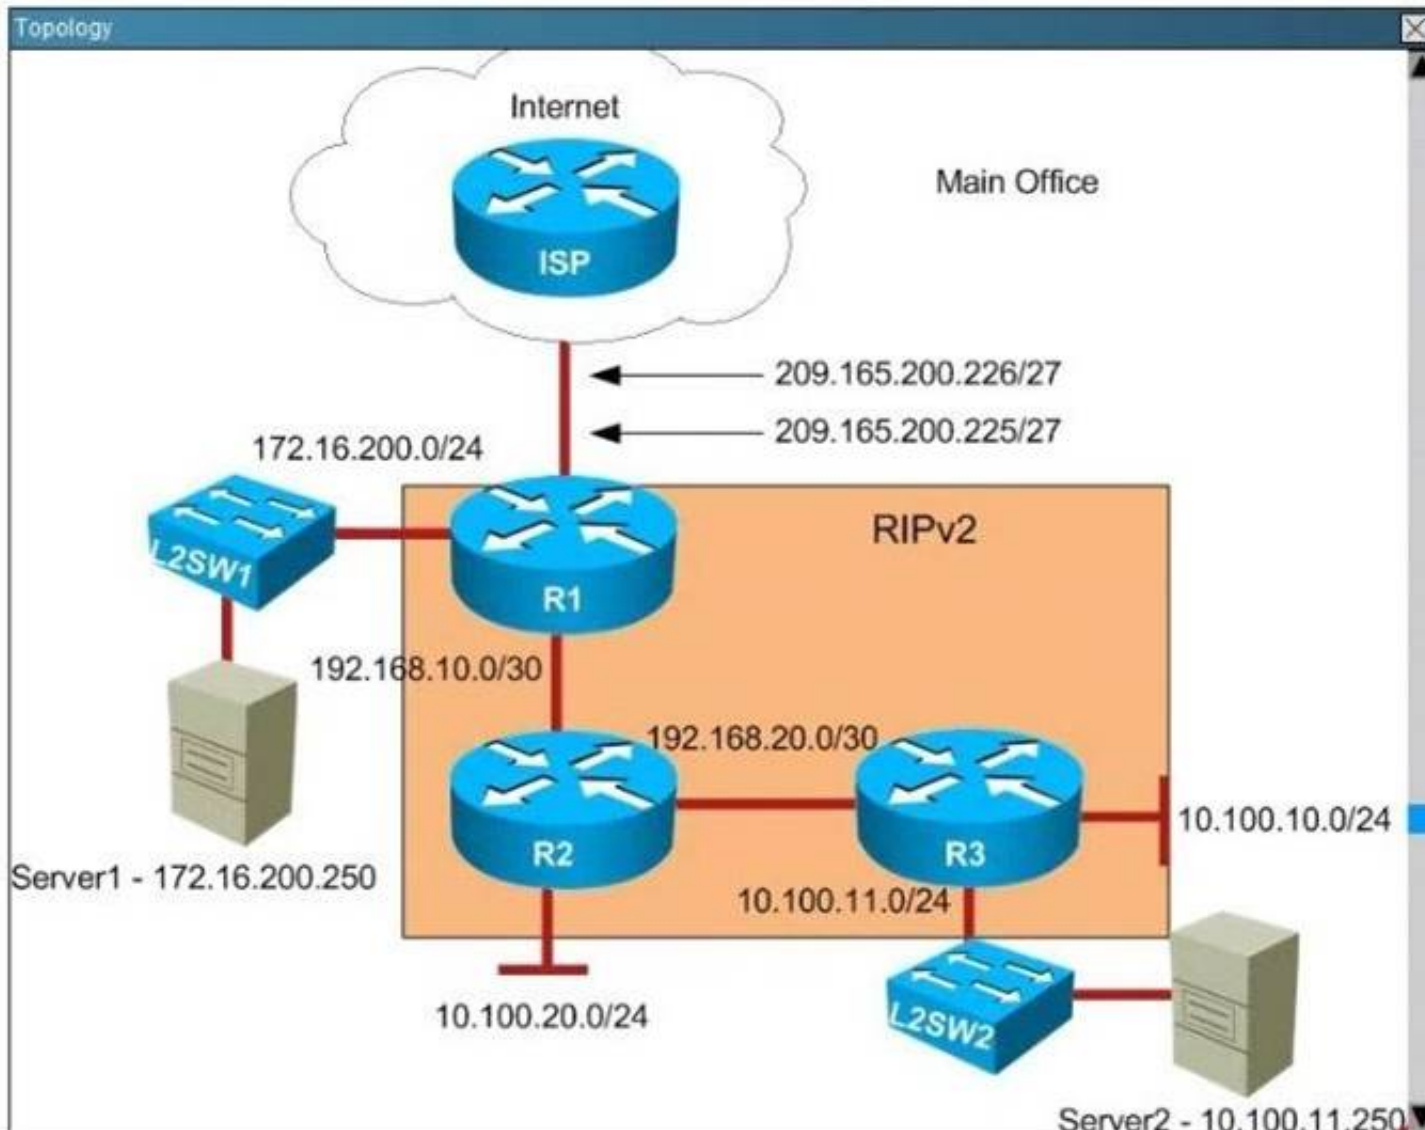 Topology
Internet
Main Office
ISP
209.165.200.226/27
209.165.200.225/27
172.16.200.0/24
RIPv2
L2SW1
R1
192.168.10.0/30
192.168.20.0/30
10.100.10.0/24
R2
R3
Server1 - 172.16.200.250
10.100.11.0/24
10.100.20.0/24
L2SW2
Server2 - 10.100.11.250